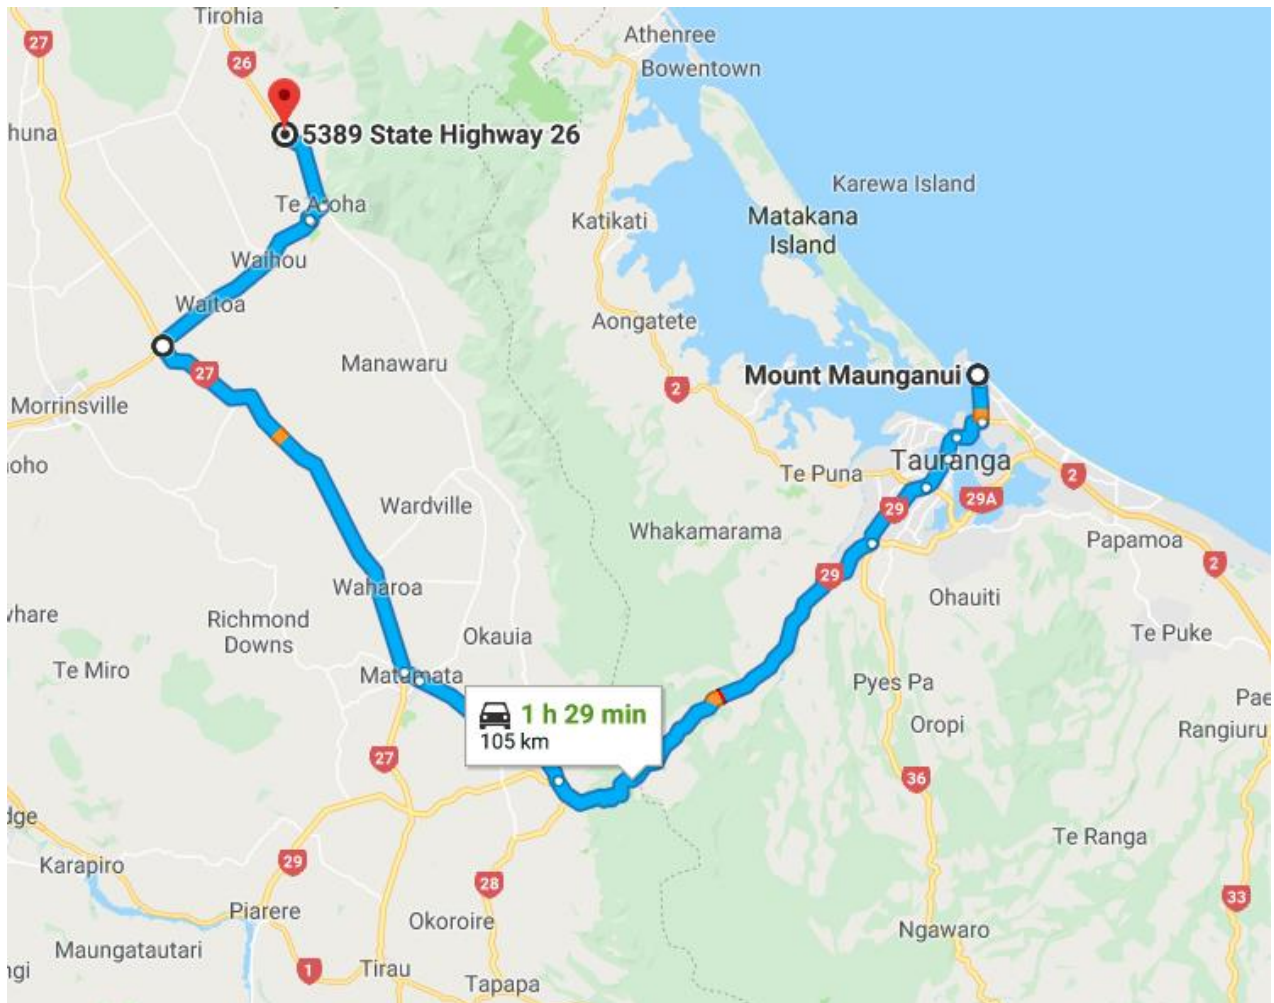 Tirohia
27
26
5389 State Highway 26
huna
Athenree
Bowentown
Karewa Island
Te Aroha
Katikati
Matakana
Island
Waihou
Waitoa
Aongatete
Manawaru
27
2
Mount Maunganui
Morrinsville
oho
Te Puna
Tauranga
2
Wardville
29
29A
Whakamarama
Papamoa
2
29
Waharoa
Ohauiti
vhare
Richmond
Downs
Okauia
Te Puke
Te Miro
Matamata
Pyes Pa
Pae
1 h 29 min
105 km
Oropi
Rangiuru
27
36
dge
Te Ranga
Karapiro
29
28
33
Piarere
Okoroire
Ngawaro
Maungatautari
ngi
1
Tirau
Tapapa